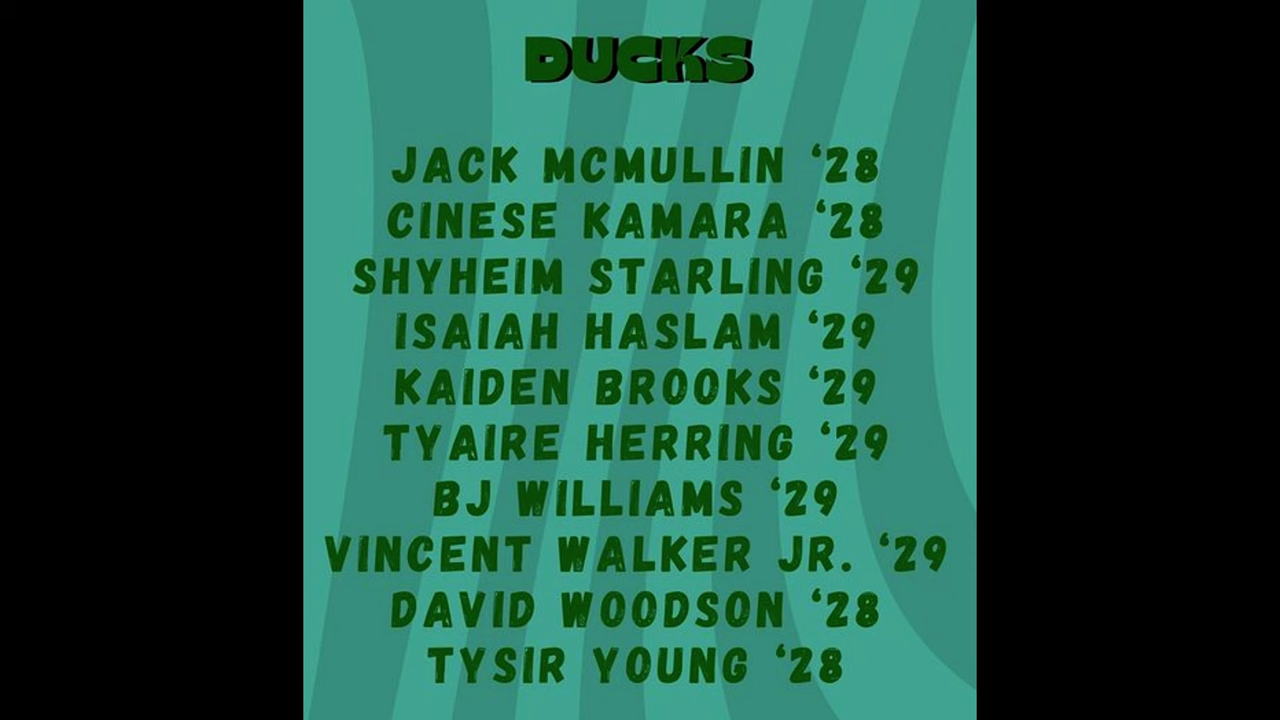 DUCKS
JACK MCMULLIN ‘28
CINESE KAMARA ‘28
SHYHEIM STARLING ‘29
ISAIAH HASLAM ‘29
KAIDEN BROOKS ‘29
TYAIRE HERRING ‘29
BJ WILLIAMS ‘29
VINCENT WALKER JR. ‘29
DAVID WOODSON ‘28
TYSIR YOUNG ‘28